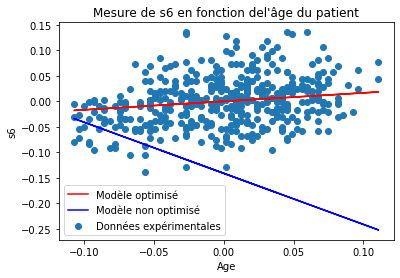 Mesure de s6 en fonction del'âge du patient
0.15
0.10
0.05
0.00
−0.05
−0.10
−0.15
−0.20
−0.25
s6
Modèle optimisé
Modèle non optimisé
Données expérimentales
−0.10
−0.05
0.00
0.05
0.10
Age